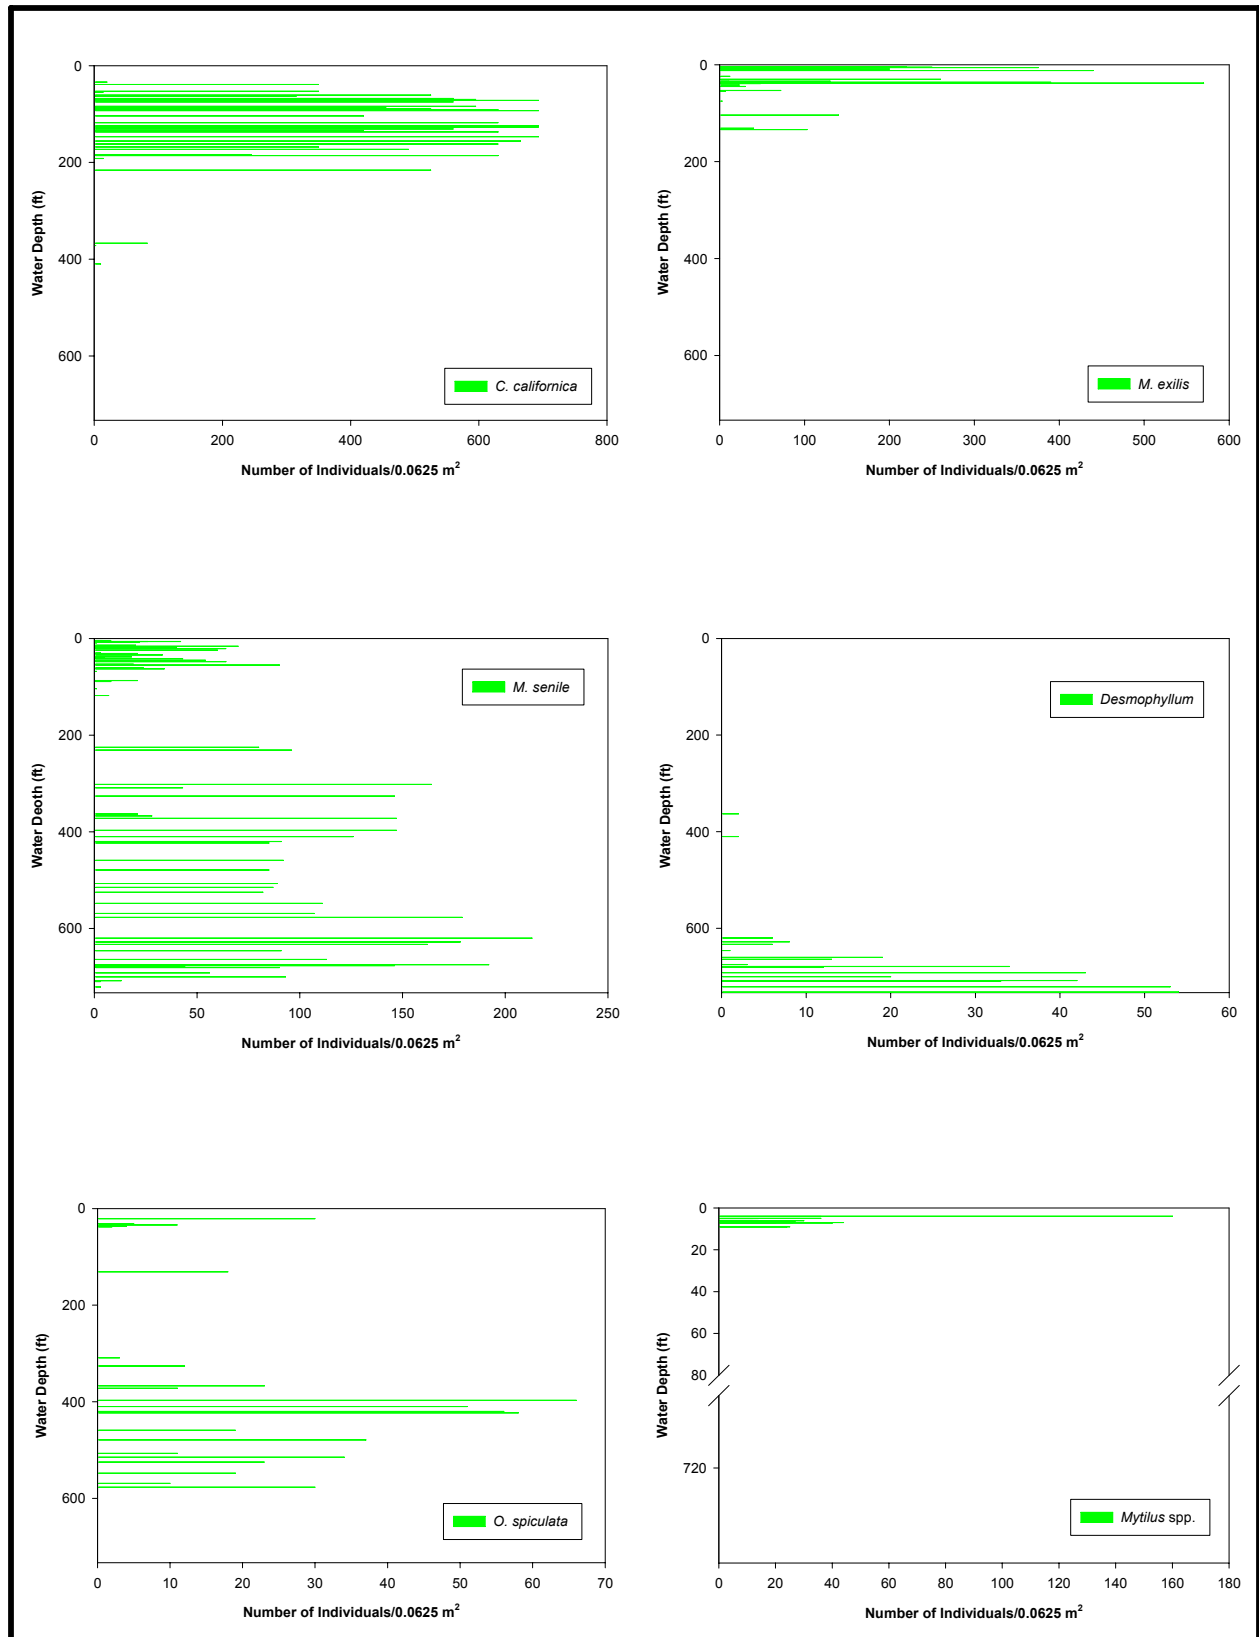 0
200
400
600
Water Depth (ft)
C. californica
0 200 400 600 800
Number of Individuals/0.0625 m²
0
200
400
600
Water Depth (ft)
M. exilis
0 100 200 300 400 500 600
Number of Individuals/0.0625 m²
0
200
400
600
Water Deoth (ft)
M. senile
0 50 100 150 200 250
Number of Individuals/0.0625 m²
0
200
400
600
Water Depth (ft)
Desmophyllum
0 10 20 30 40 50 60
Number of Individuals/0.0625 m²
0
200
400
600
Water Depth (ft)
O. spiculata
0 10 20 30 40 50 60 70
Number of Individuals/0.0625 m²
0
20
40
60
80
720
Water Depth (ft)
Mytilus spp.
0 20 40 60 80 100 120 140 160 180
Number of Individuals/0.0625 m²